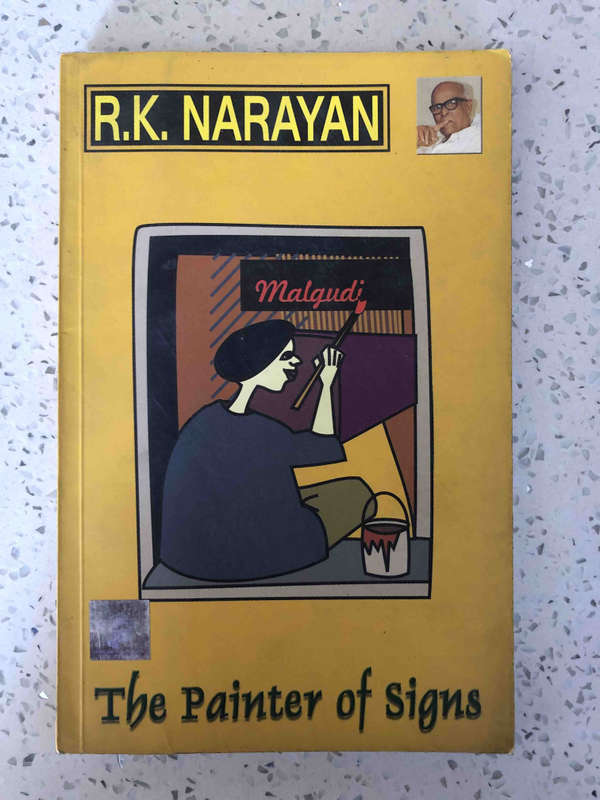 R.K. NARAYAN
Malgudi
The Painter of Signs